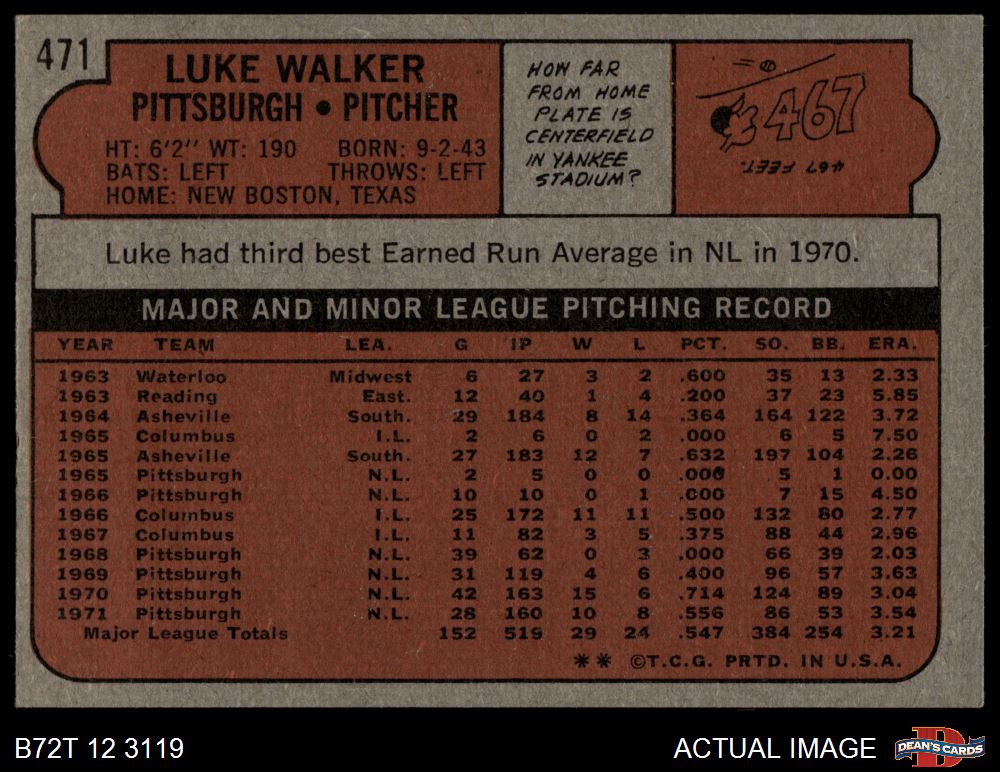 471
LUKE WALKER
PITTSBURGH • PITCHER
HT: 6'2" WT: 190 BORN: 9-2-43
BATS: LEFT THROWS: LEFT
HOME: NEW BOSTON, TEXAS
HOW FAR
FROM HOME
PLATE IS
CENTERFIELD
IN YANKEE
STADIUM?
467
467 FEET.
Luke had third best Earned Run Average in NL in 1970.
MAJOR AND MINOR LEAGUE PITCHING RECORD
YEAR TEAM LEA. G IP W L PCT. SO. BB. ERA.
1963 Waterloo Midwest 6 27 3 2 .600 35 13 2.33
1963 Reading East. 12 40 1 4 .200 37 23 5.85
1964 Asheville South. 29 184 8 14 .364 164 122 3.72
1965 Columbus I.L. 2 6 0 2 .000 6 5 7.50
1965 Asheville South. 27 183 12 7 .632 197 104 2.26
1965 Pittsburgh N.L. 2 5 0 0 .000 5 1 0.00
1966 Pittsburgh N.L. 10 10 0 1 .000 7 15 4.50
1966 Columbus I.L. 25 172 11 11 .500 132 80 2.77
1967 Columbus I.L. 11 82 3 5 .375 88 44 2.96
1968 Pittsburgh N.L. 39 62 0 3 .000 66 39 2.03
1969 Pittsburgh N.L. 31 119 4 6 .400 96 57 3.63
1970 Pittsburgh N.L. 42 163 15 6 .714 124 89 3.04
1971 Pittsburgh N.L. 28 160 10 8 .556 86 53 3.54
Major League Totals 152 519 29 24 .547 384 254 3.21
** ©T.C.G. PRTD. IN U.S.A.
B72T 12 3119 ACTUAL IMAGE D DEAN'S CARDS